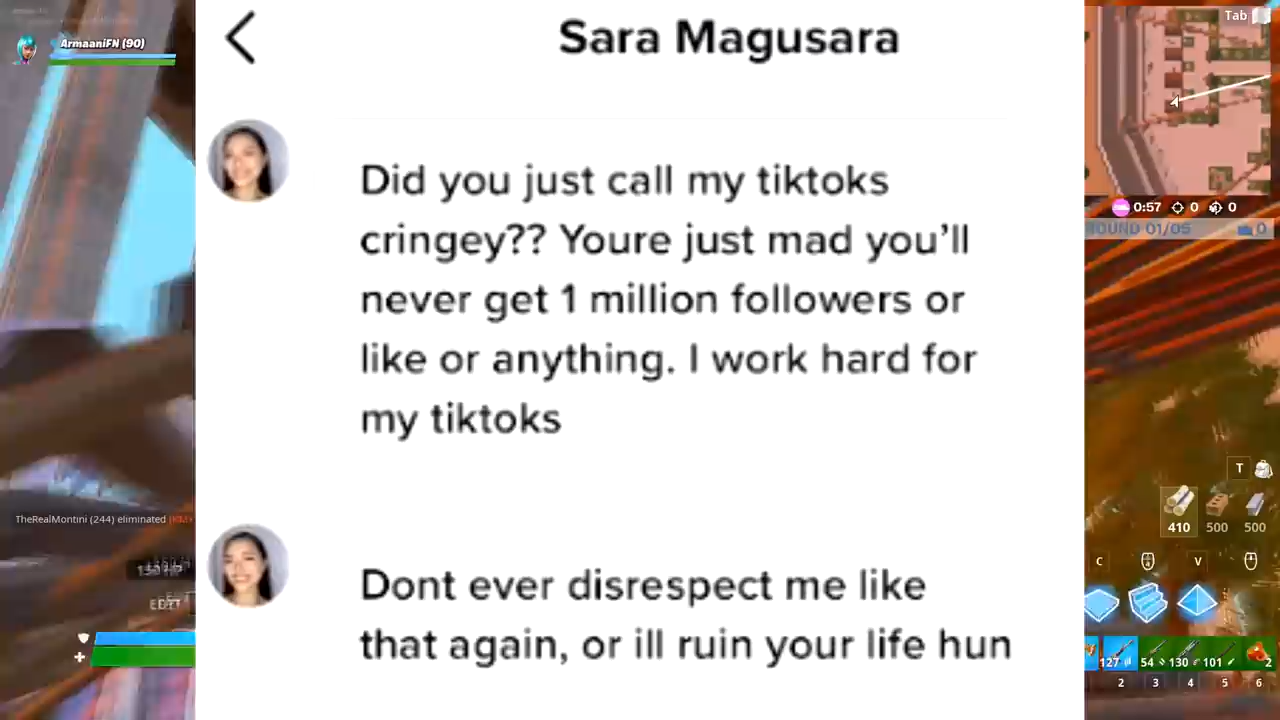 ArmaaniFN (90)
Sara Magusara
Tab
Did you just call my tiktoks
cringey?? Youre just mad you'll
never get 1 million followers or
like or anything. I work hard for
my tiktoks
0:57 0 0
ROUND 01/05 0
TheRealMontini (244) eliminated
T
410 500 500
C V
EDIT
Dont ever disrespect me like
that again, or ill ruin your life hun
127 54 130 101 2
2 3 4 5 6